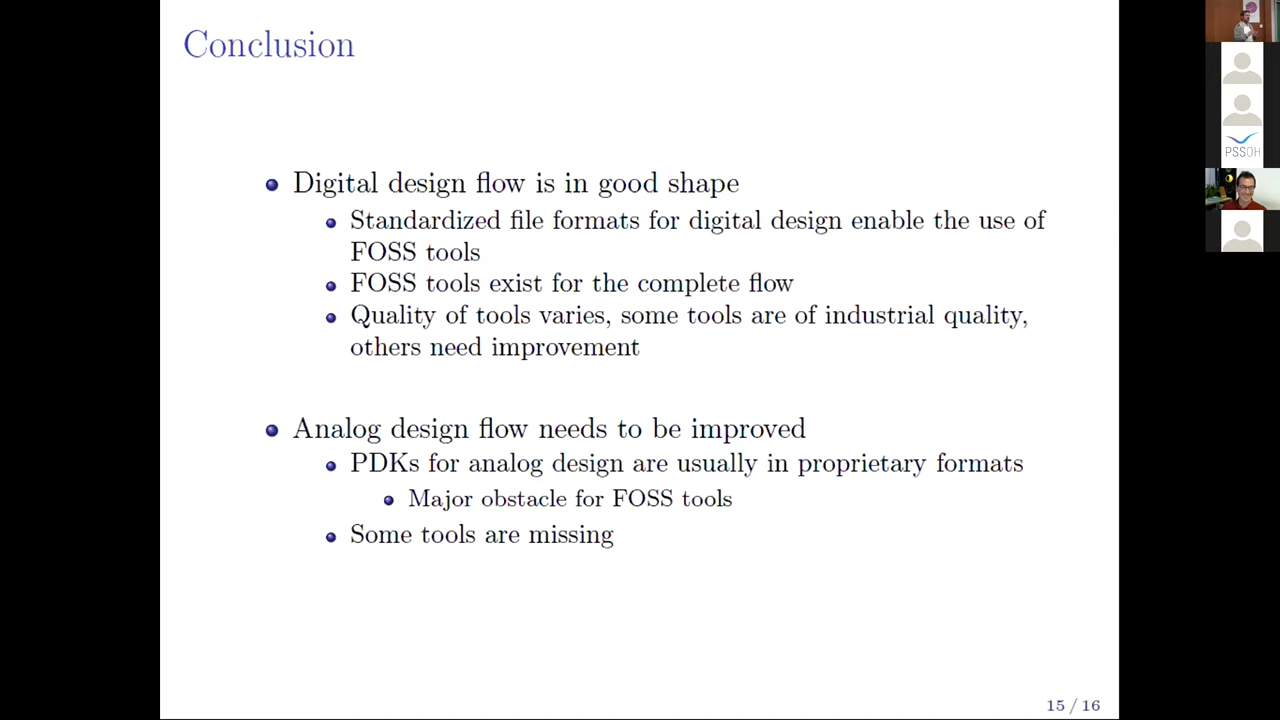 Conclusion
Digital design flow is in good shape
Standardized file formats for digital design enable the use of
FOSS tools
FOSS tools exist for the complete flow
Quality of tools varies, some tools are of industrial quality,
others need improvement
Analog design flow needs to be improved
PDKs for analog design are usually in proprietary formats
Major obstacle for FOSS tools
Some tools are missing
15 / 16
PSSOH